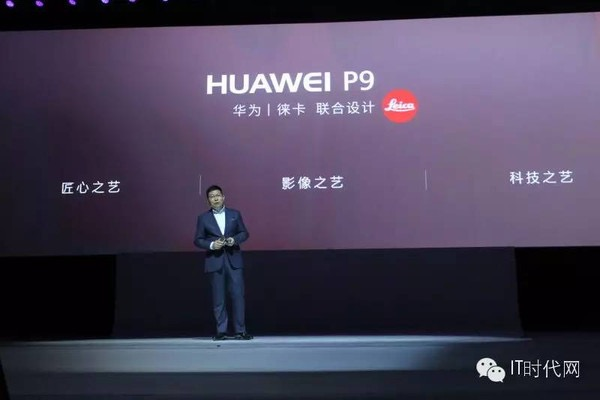 HUAWEI P9
华为 | 徕卡 联合设计
Leica
匠心之艺
影像之艺
科技之艺
IT时代网